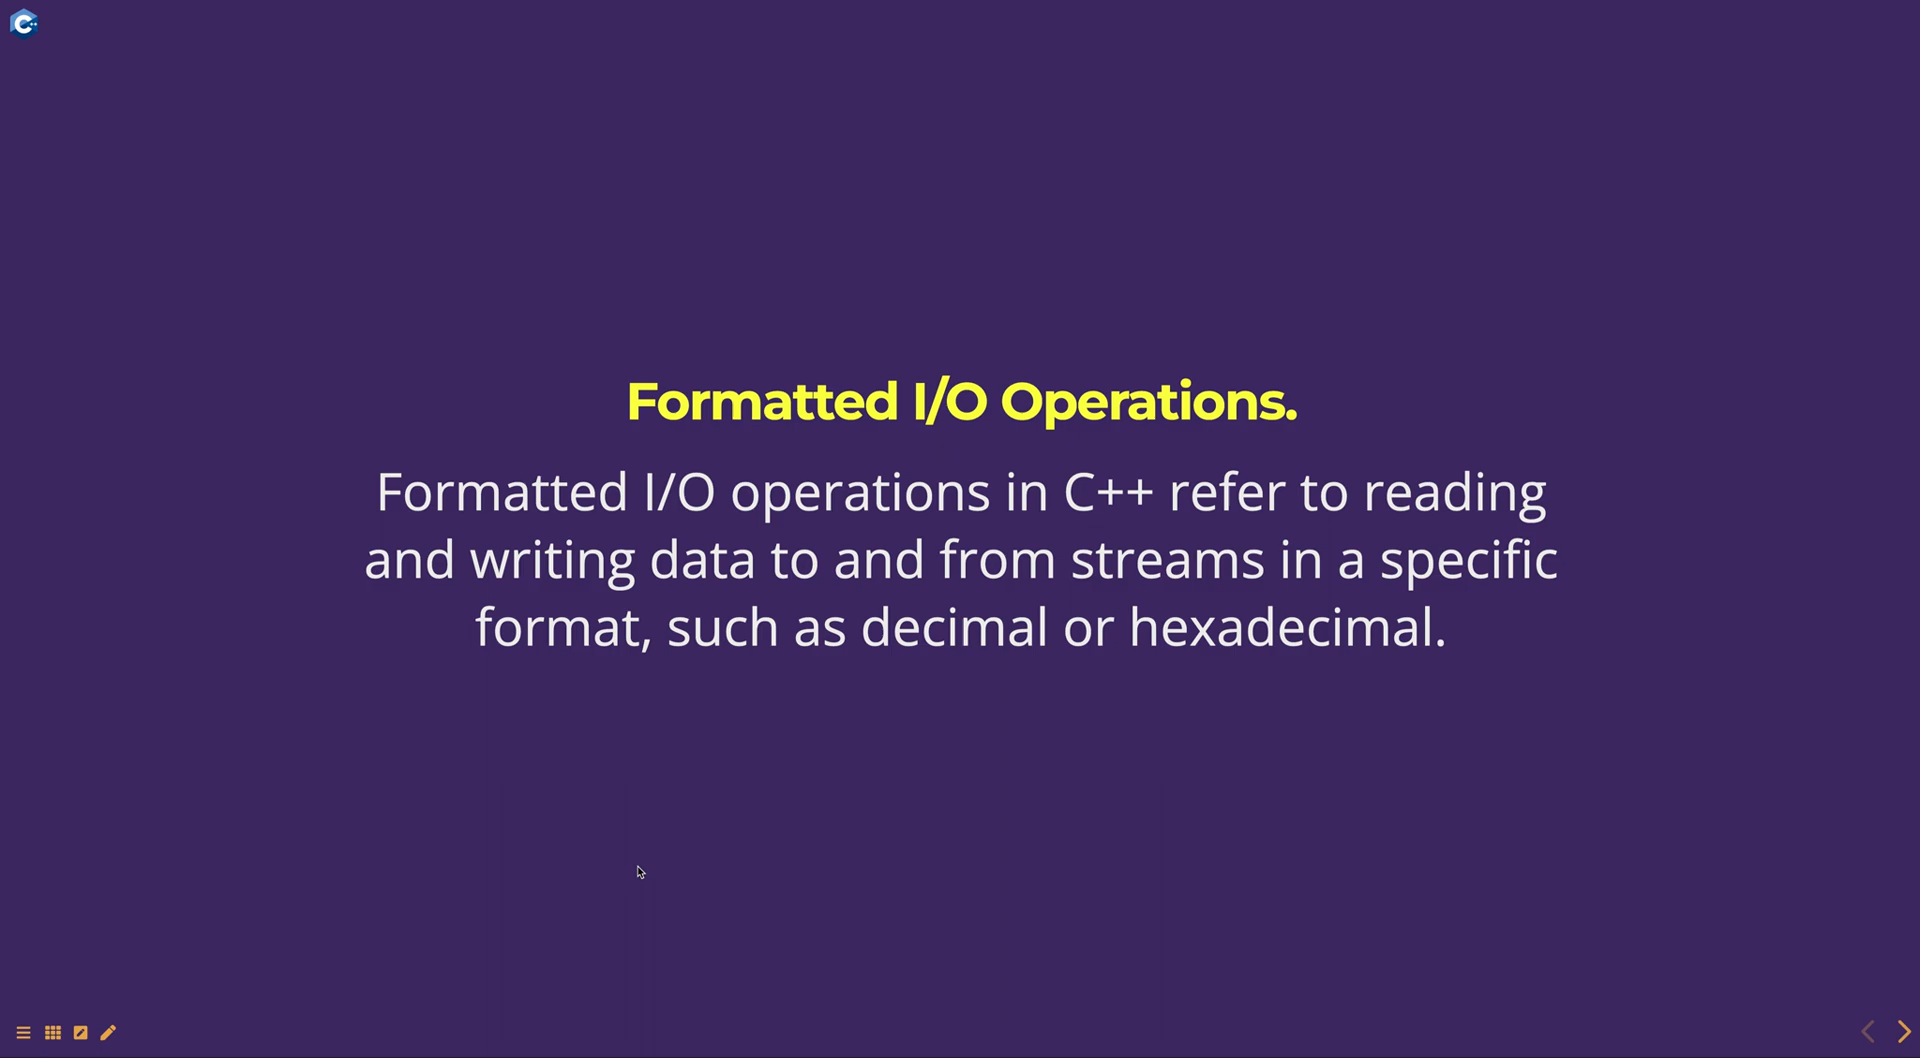 Formatted I/O Operations.
Formatted I/O operations in C++ refer to reading
and writing data to and from streams in a specific
format, such as decimal or hexadecimal.